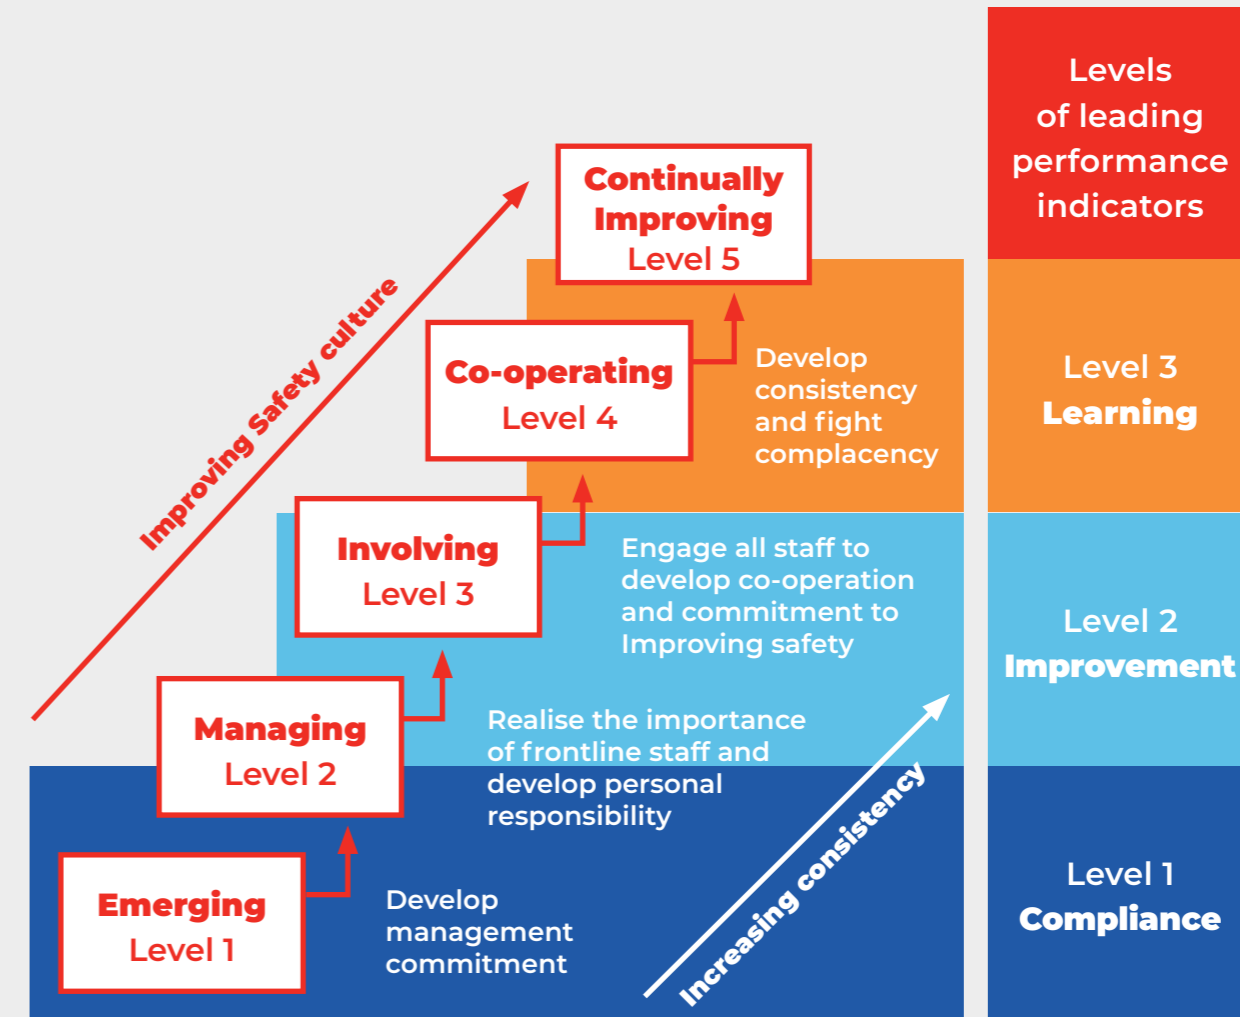 Levels
of leading
performance
indicators
Continually
Improving
Level 5
Improving Safety culture
Co-operating
Level 4
Develop
consistency
and fight
complacency
Level 3
Learning
Involving
Level 3
Engage all staff to
develop co-operation
and commitment to
Improving safety
Level 2
Improvement
Managing
Level 2
Realise the importance
of frontline staff and
develop personal
responsibility
Increasing consistency
Emerging
Level 1
Develop
management
commitment
Level 1
Compliance